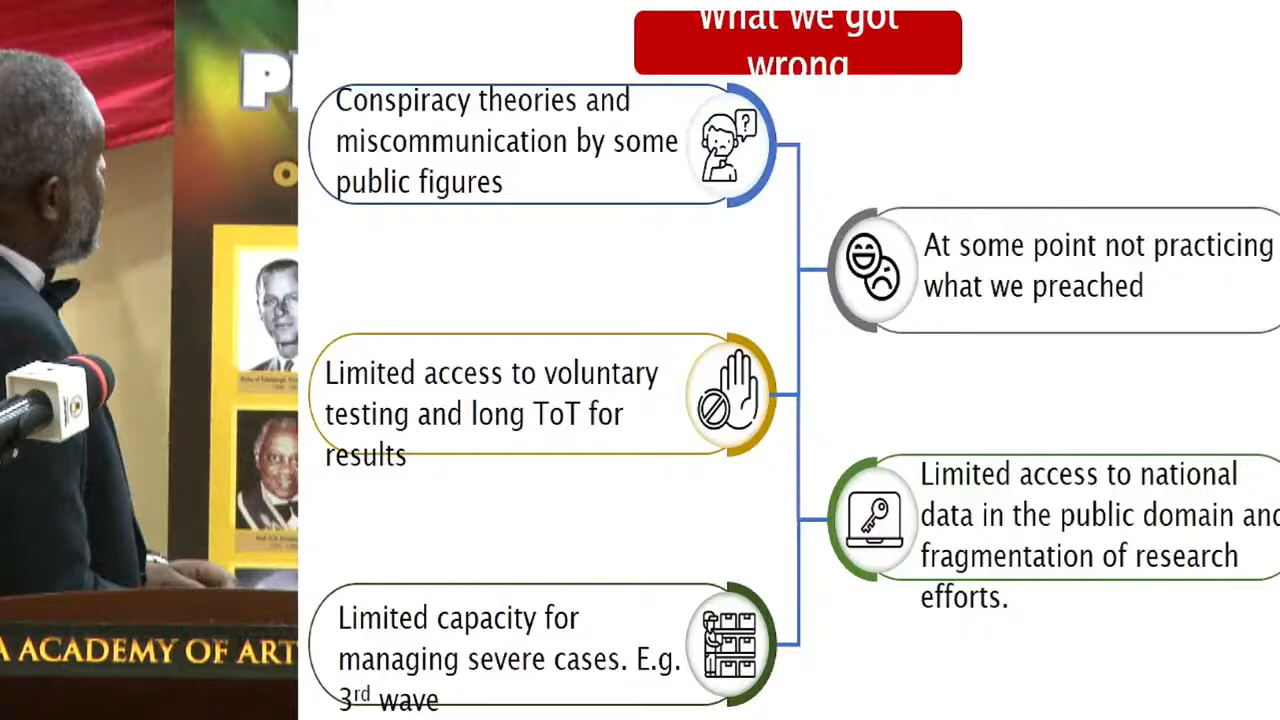 What we got
wrong
Conspiracy theories and
miscommunication by some
public figures
At some point not practicing
what we preached
Limited access to voluntary
testing and long ToT for
results
Limited access to national
data in the public domain and
fragmentation of research
efforts.
Limited capacity for
managing severe cases. E.g.
3rd wave
A ACADEMY OF ART